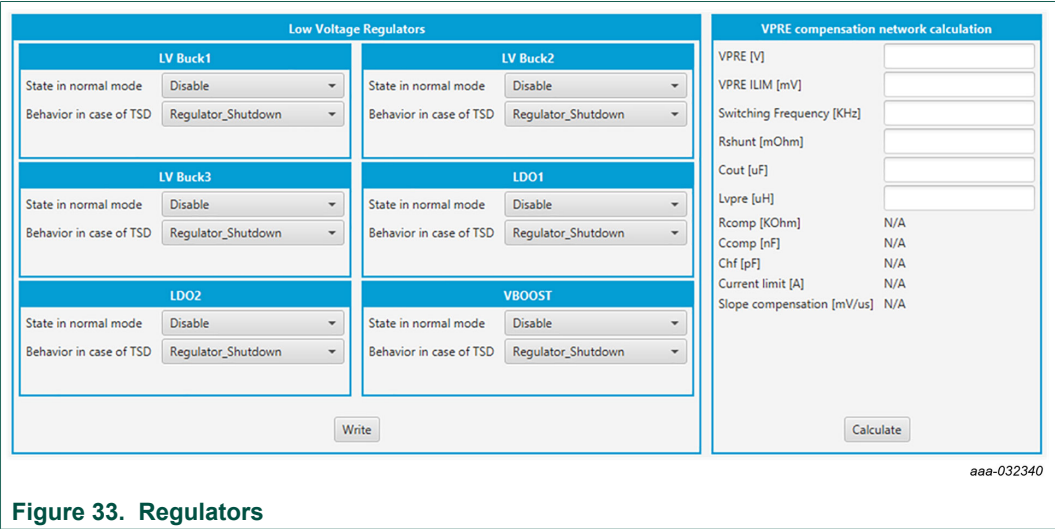 Low Voltage Regulators
LV Buck1
State in normal mode Disable
Behavior in case of TSD Regulator_Shutdown
LV Buck2
State in normal mode Disable
Behavior in case of TSD Regulator_Shutdown
LV Buck3
State in normal mode Disable
Behavior in case of TSD Regulator_Shutdown
LDO1
State in normal mode Disable
Behavior in case of TSD Regulator_Shutdown
LDO2
State in normal mode Disable
Behavior in case of TSD Regulator_Shutdown
VBOOST
State in normal mode Disable
Behavior in case of TSD Regulator_Shutdown
Write
VPRE compensation network calculation
VPRE [V]
VPRE ILIM [mV]
Switching Frequency [KHz]
Rshunt [mOhm]
Cout [uF]
Lvpre [uH]
Rcomp [KOhm] N/A
Ccomp [nF] N/A
Chf [pF] N/A
Current limit [A] N/A
Slope compensation [mV/us] N/A
Calculate
aaa-032340
Figure 33. Regulators